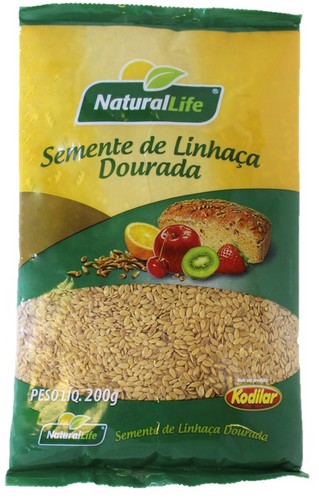 NaturalLife
®
Semente de Linhaça
Dourada
PESO LÍQ. 200g
Kodilar
NaturalLife
Semente de Linhaça Dourada